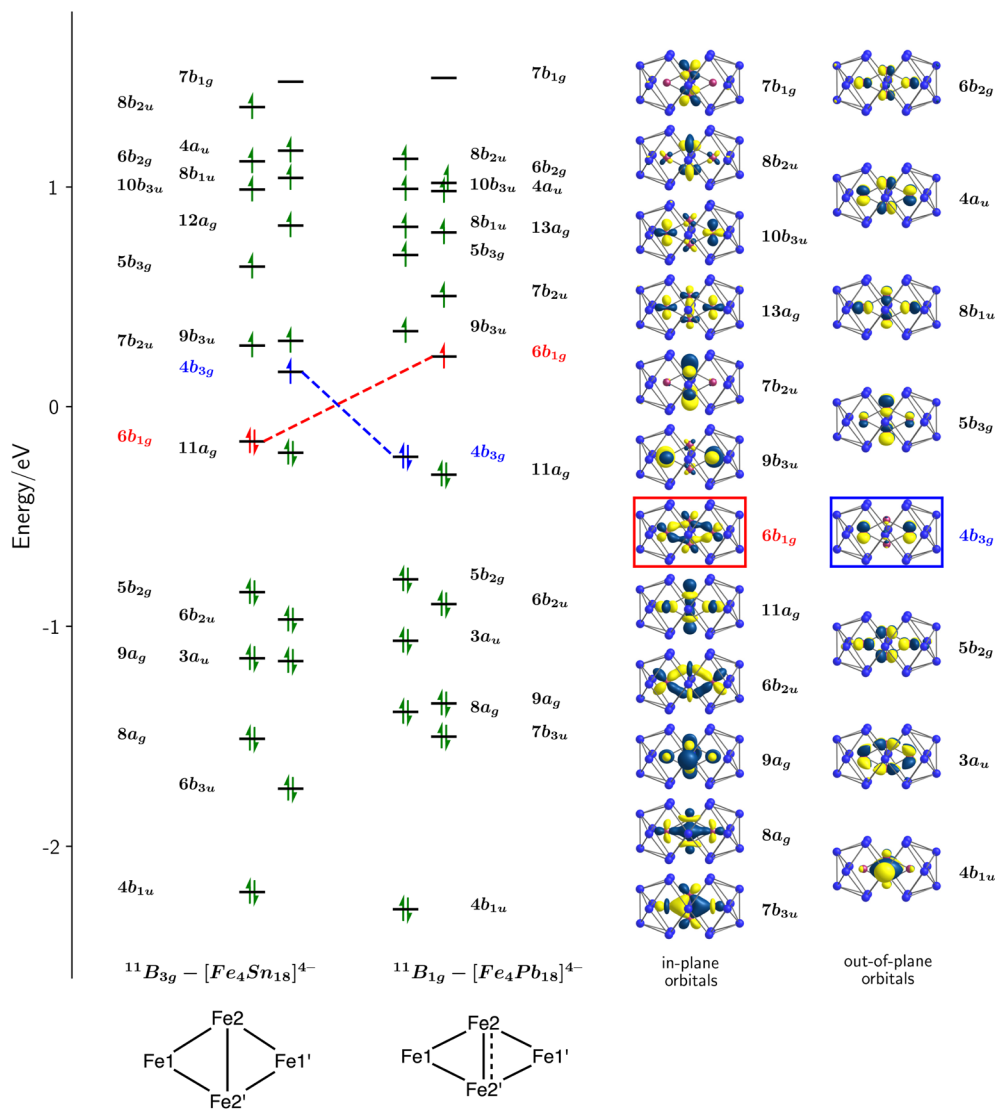 Energy/eV
1
0
-1
-2
7b1g
8b2u
6b2g
4au
8b1u
10b3u
12ag
5b3g
7b2u
9b3u
4b3g
6b1g
11ag
5b2g
6b2u
9ag
3au
8ag
6b3u
4b1u
7b1g
8b2u
6b2g
10b3u
4au
8b1u
13ag
5b3g
7b2u
9b3u
6b1g
4b3g
11ag
5b2g
6b2u
3au
9ag
8ag
7b3u
4b1u
7b1g
8b2u
10b3u
13ag
7b2u
9b3u
6b1g
11ag
6b2u
9ag
8ag
7b3u
in-plane
orbitals
6b2g
4au
8b1u
5b3g
4b3g
5b2g
3au
4b1u
out-of-plane
orbitals
11B3g − [Fe4Sn18]4−
11B1g − [Fe4Pb18]4−
Fe2
Fe1 Fe1'
Fe2'
Fe2
Fe1 Fe1'
Fe2'